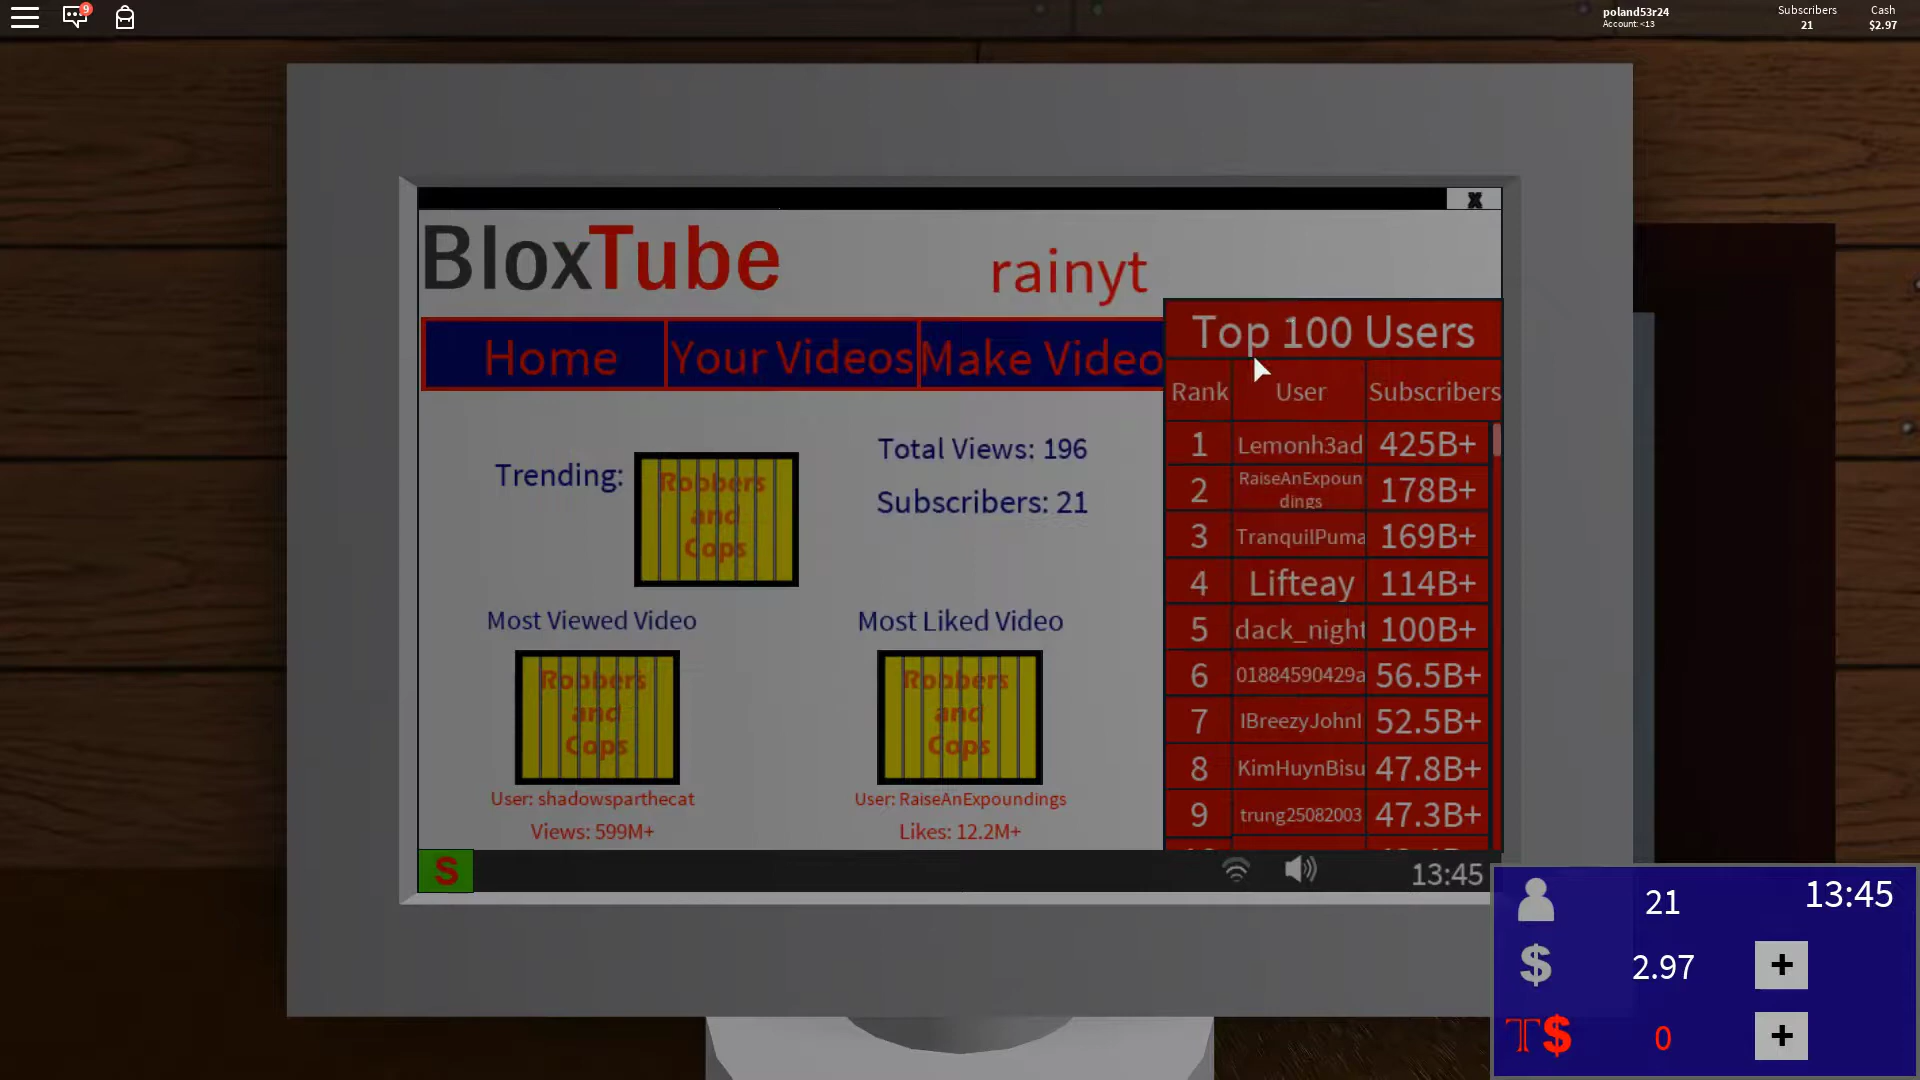 9
poland53r24
Account: <13
Subscribers
21
Cash
$2.97
X
BloxTube
rainyt
Home
Your Videos
Make Video
Top 100 Users
Rank
User
Subscribers
1
Lemonh3ad
425B+
2
RaiseAnExpoun
dings
178B+
3
TranquilPuma
169B+
4
Lifteay
114B+
5
dack_night
100B+
6
01884590429a
56.5B+
7
IBreezyJohnI
52.5B+
8
KimHuynBisu
47.8B+
9
trung25082003
47.3B+
Trending:
Robbers
and
Cops
Total Views: 196
Subscribers: 21
Most Viewed Video
Robbers
and
Cops
User: shadowsparthecat
Views: 599M+
Most Liked Video
Robbers
and
Cops
User: RaiseAnExpoundings
Likes: 12.2M+
S
13:45
21
13:45
$
2.97
+
T$
0
+